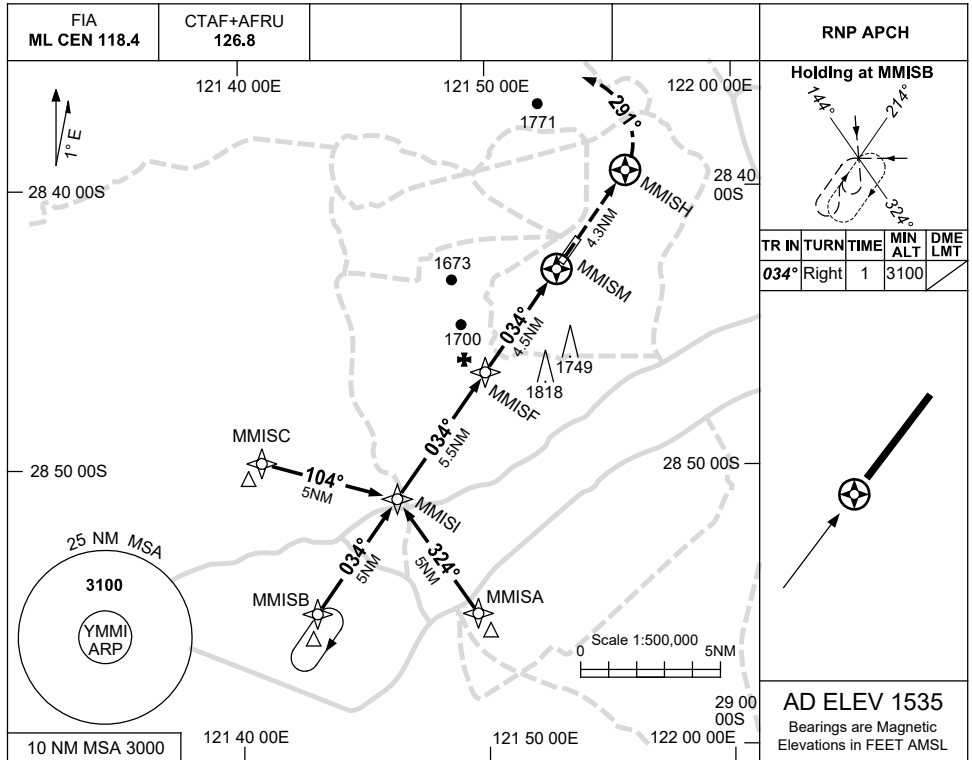 FIA
ML CEN 118.4
CTAF+AFRU
126.8
RNP APCH
121 40 00E
121 50 00E
122 00 00E
Holding at MMISB
144°
214°
324°
1° E
1771
291°
28 40 00S
28 40
00S
MMISH
4.3NM
TR IN
TURN
TIME
MIN
ALT
DME
LMT
034°
Right
1
3100
1673
MMISM
1700
034°
4.5NM
1749
1818
MMISF
034°
5.5NM
MMISC
28 50 00S
28 50 00S
104°
5NM
MMISI
25 NM MSA
3100
YMMI
ARP
034°
5NM
324°
5NM
MMISB
MMISA
Scale 1:500,000
0
5NM
29 00
00S
AD ELEV 1535
Bearings are Magnetic
Elevations in FEET AMSL
10 NM MSA 3000
121 40 00E
121 50 00E
122 00 00E